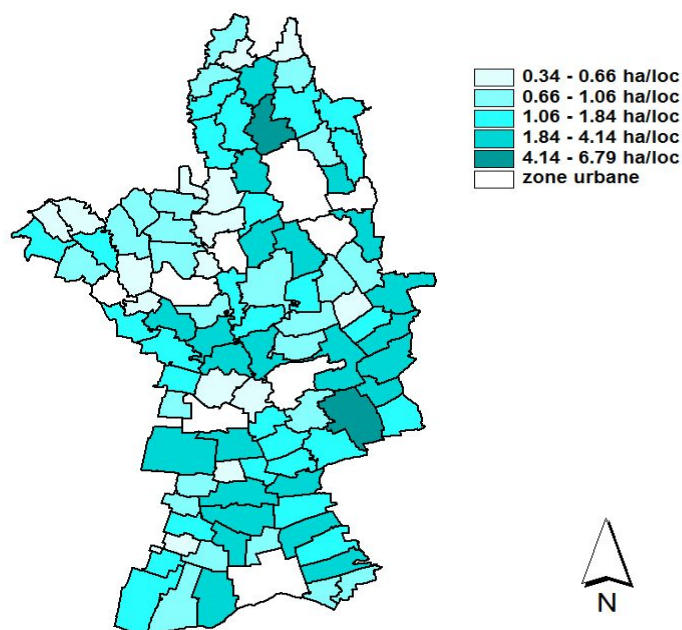 0.34 - 0.66 ha/loc
0.66 - 1.06 ha/loc
1.06 - 1.84 ha/loc
1.84 - 4.14 ha/loc
4.14 - 6.79 ha/loc
zone urbane
N